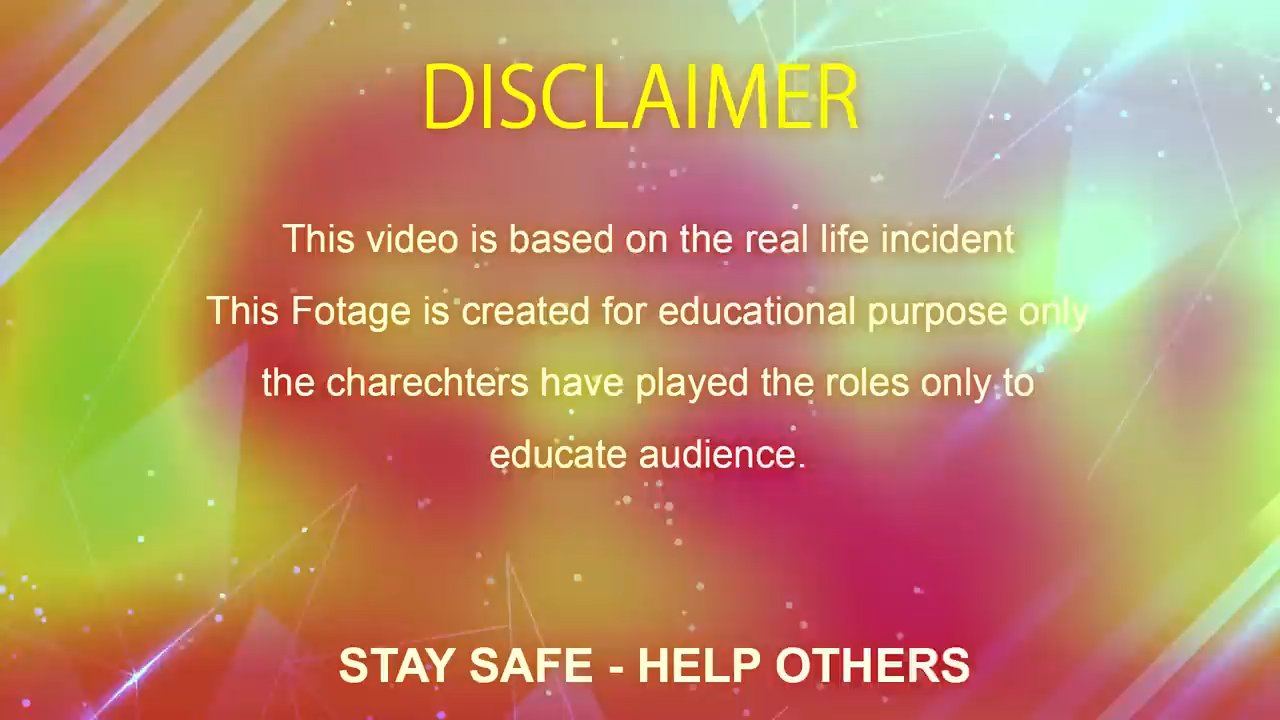 DISCLAIMER
This video is based on the real life incident
This Fotage is created for educational purpose only
the charechters have played the roles only to
educate audience.
STAY SAFE - HELP OTHERS